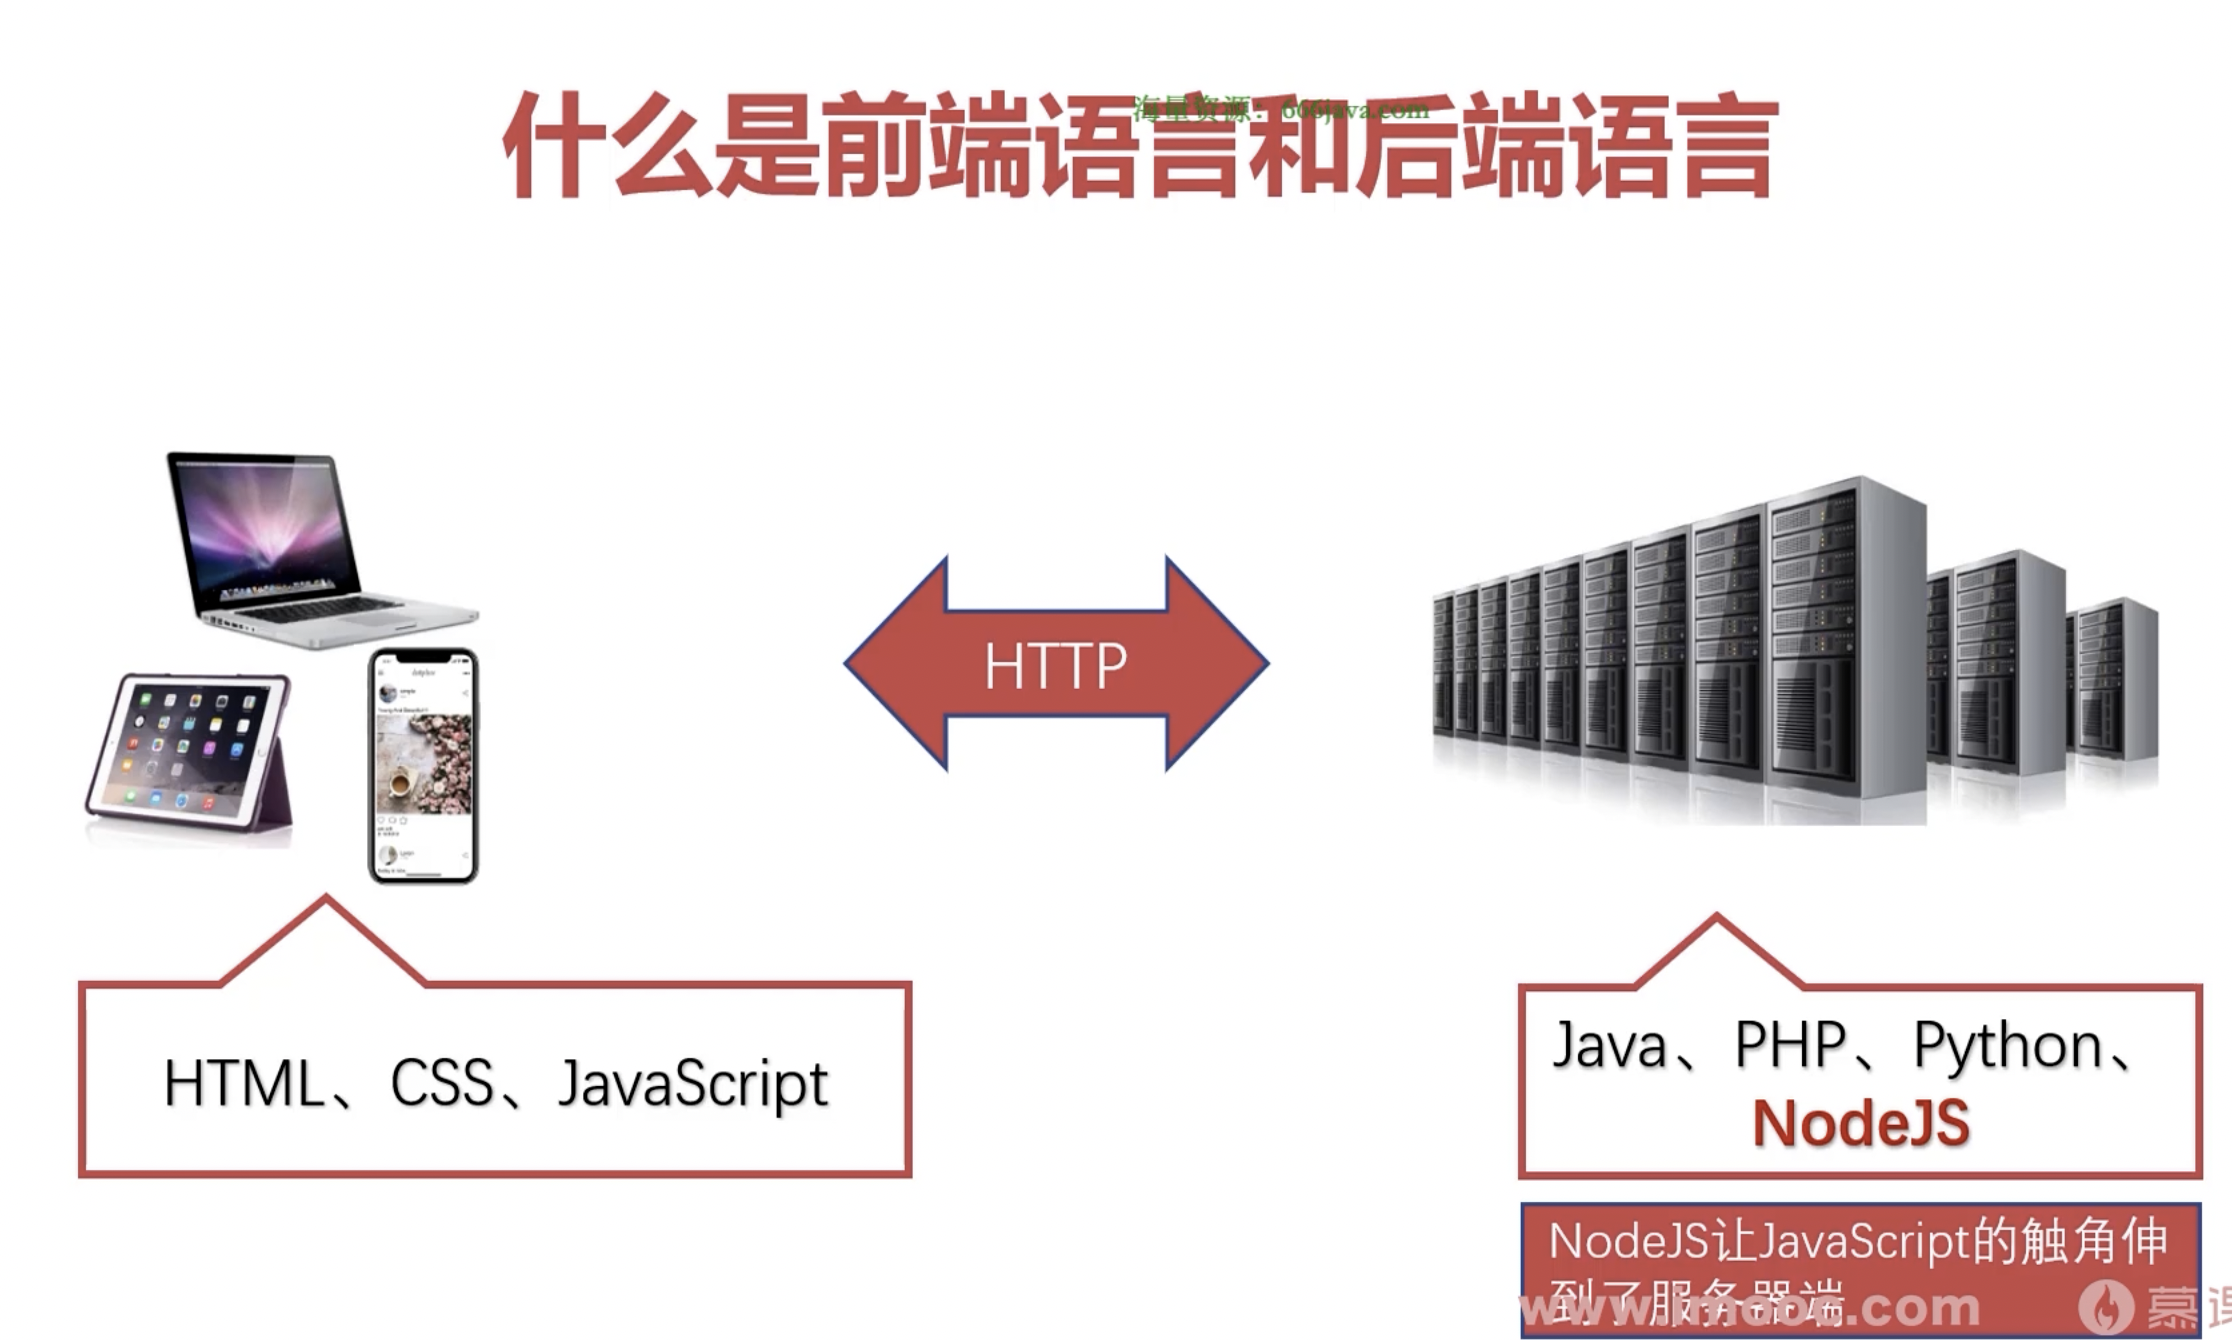 什么是前端语言和后端语言
海量资源：666java.com
HTTP
HTML、CSS、JavaScript
Java、PHP、Python、
NodeJS
NodeJS让JavaScript的触角伸
到了服务器端
www.imooc.com
慕课